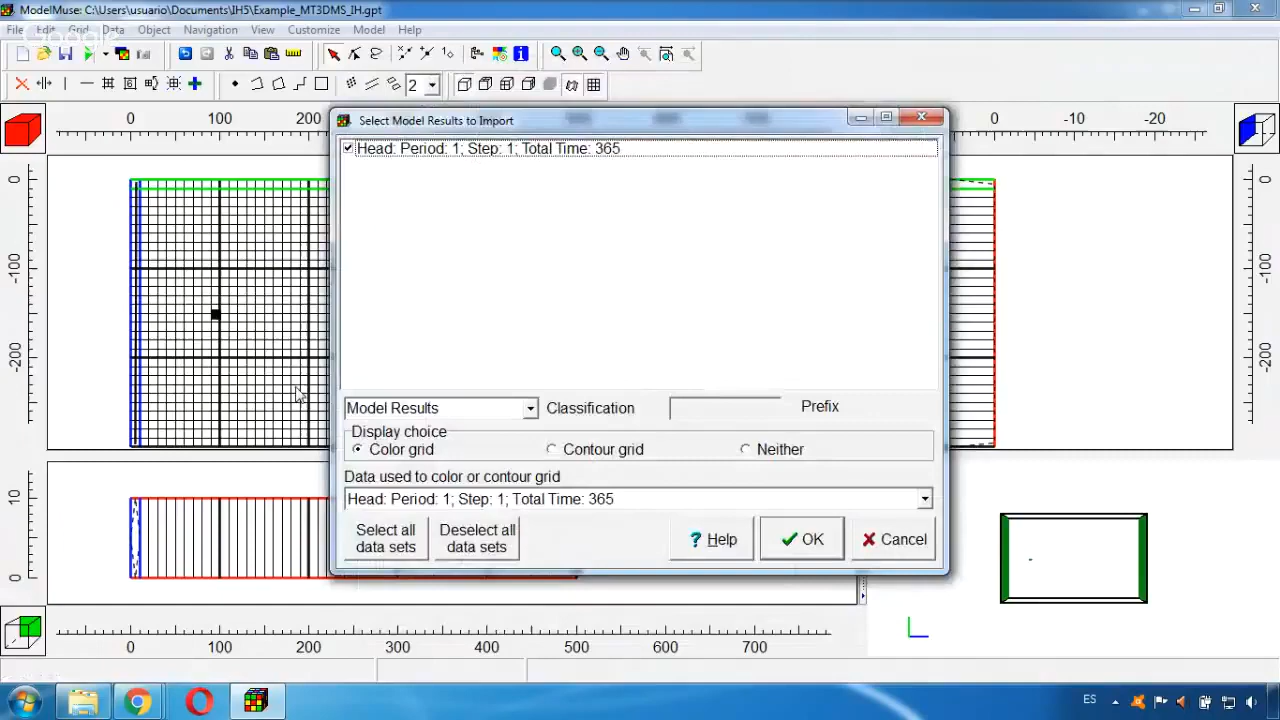 ModelMuse: C:\Users\usuario\Documents\IH5\Example_MT3DMS_IH.gpt
File Edit Grid Data Object Navigation View Customize Model Help
Google
2
0 100 200 0 -10 -20
Select Model Results to Import
Head: Period: 1; Step: 1; Total Time: 365
0
-100
-200
0
-100
-200
Model Results Classification Prefix
Display choice
Color grid Contour grid Neither
Data used to color or contour grid
Head: Period: 1; Step: 1; Total Time: 365
Select all data sets
Deselect all data sets
? Help OK Cancel
10
0
0 100 200 300 400 500 600 700
ES